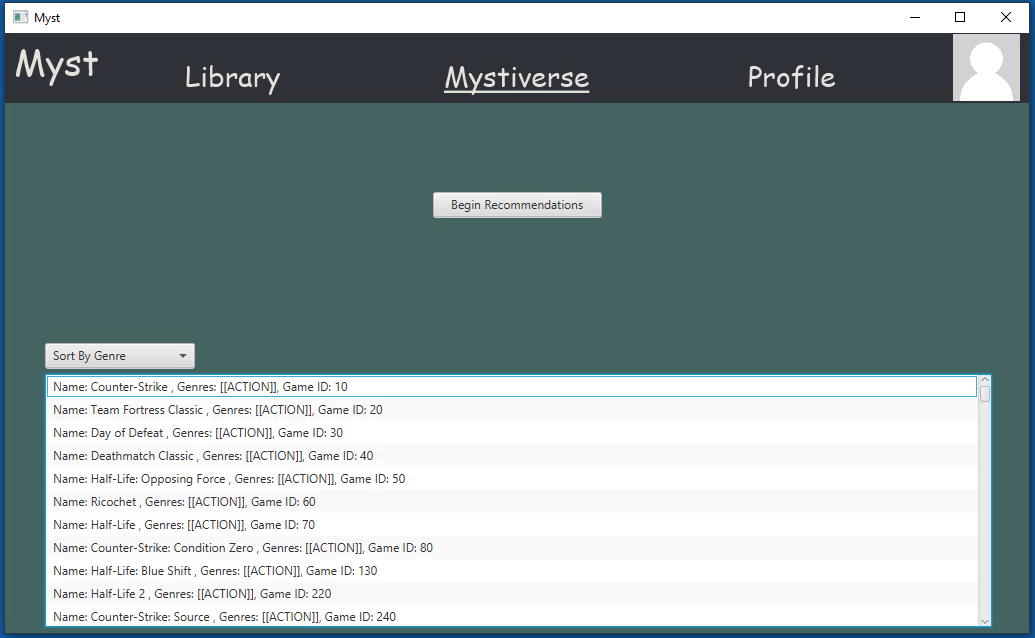 Myst
Myst
Library
Mystiverse
Profile
Begin Recommendations
Sort By Genre
Name: Counter-Strike , Genres: [[ACTION]], Game ID: 10
Name: Team Fortress Classic , Genres: [[ACTION]], Game ID: 20
Name: Day of Defeat , Genres: [[ACTION]], Game ID: 30
Name: Deathmatch Classic , Genres: [[ACTION]], Game ID: 40
Name: Half-Life: Opposing Force , Genres: [[ACTION]], Game ID: 50
Name: Ricochet , Genres: [[ACTION]], Game ID: 60
Name: Half-Life , Genres: [[ACTION]], Game ID: 70
Name: Counter-Strike: Condition Zero , Genres: [[ACTION]], Game ID: 80
Name: Half-Life: Blue Shift , Genres: [[ACTION]], Game ID: 130
Name: Half-Life 2 , Genres: [[ACTION]], Game ID: 220
Name: Counter-Strike: Source , Genres: [[ACTION]], Game ID: 240